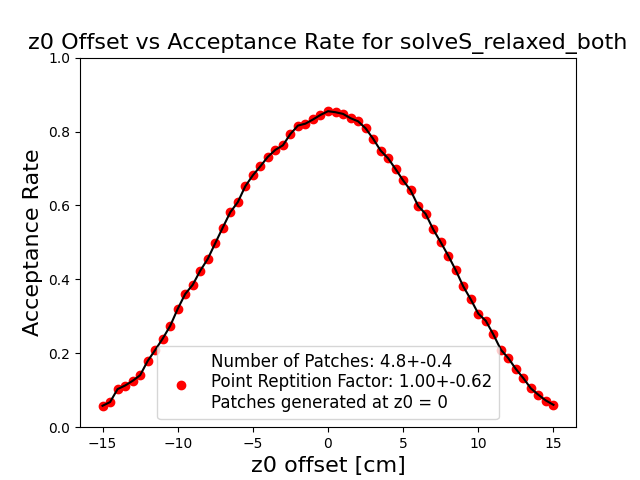 z0 Offset vs Acceptance Rate for solveS_relaxed_both
1.0
0.8
0.6
0.4
0.2
0.0
Acceptance Rate
Number of Patches: 4.8+-0.4
Point Reptition Factor: 1.00+-0.62
Patches generated at z0 = 0
−15 −10 −5 0 5 10 15
z0 offset [cm]